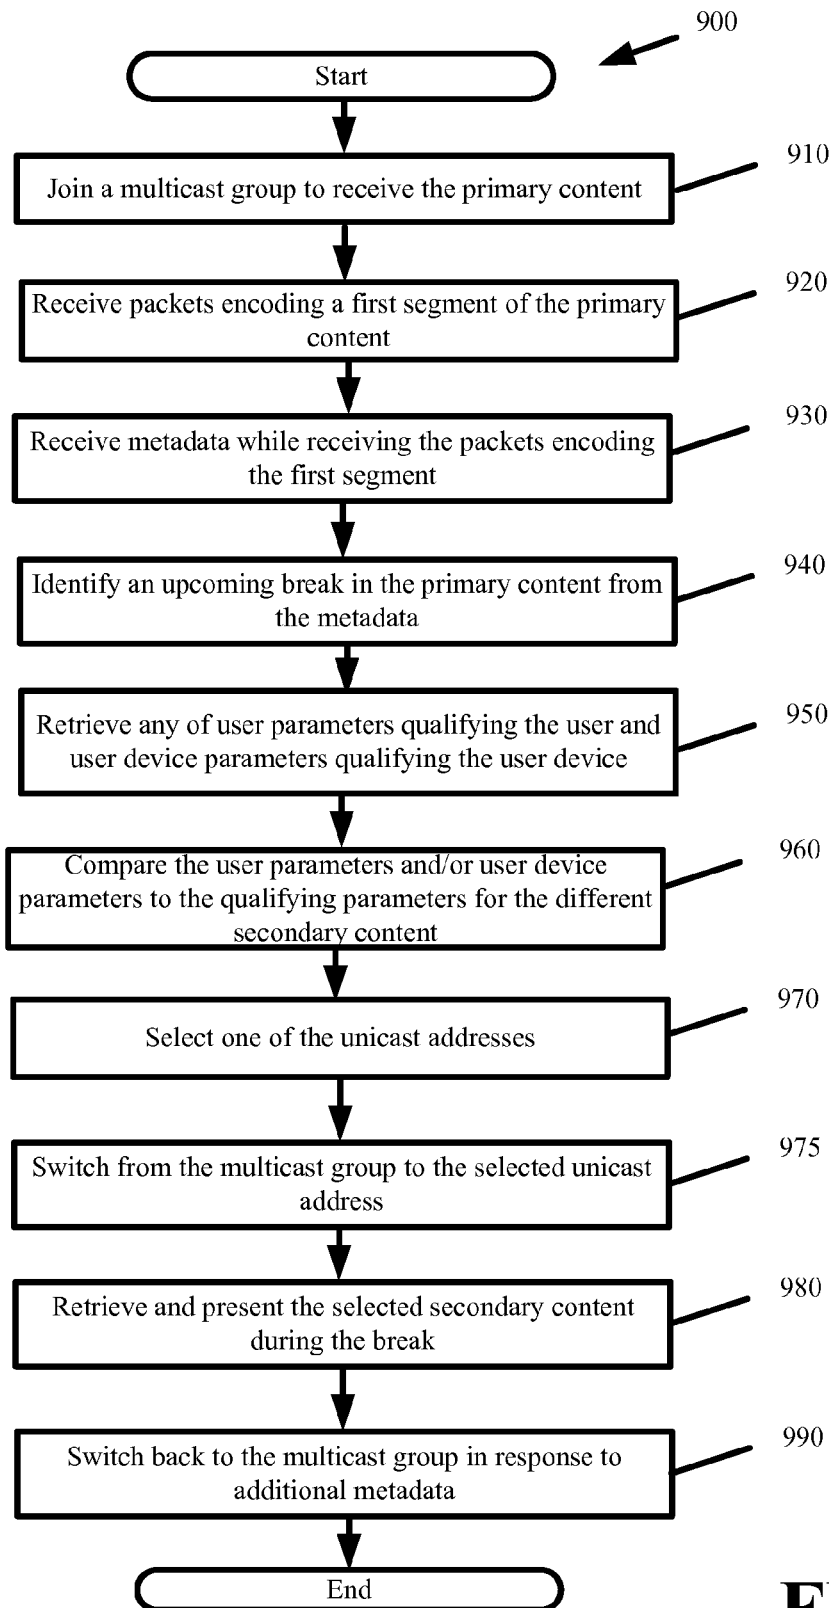 900
Start
910
Join a multicast group to receive the primary content
920
Receive packets encoding a first segment of the primary
content
930
Receive metadata while receiving the packets encoding
the first segment
940
Identify an upcoming break in the primary content from
the metadata
950
Retrieve any of user parameters qualifying the user and
user device parameters qualifying the user device
960
Compare the user parameters and/or user device
parameters to the qualifying parameters for the different
secondary content
970
Select one of the unicast addresses
975
Switch from the multicast group to the selected unicast
address
980
Retrieve and present the selected secondary content
during the break
990
Switch back to the multicast group in response to
additional metadata
End